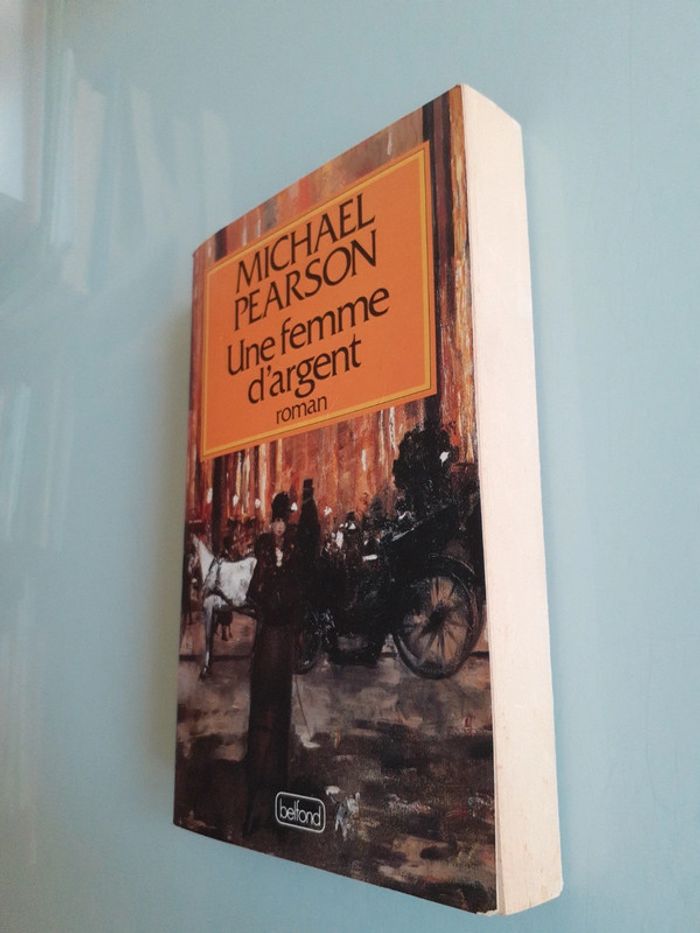 MICHAEL
PEARSON
Une femme
d'argent
roman
belfond